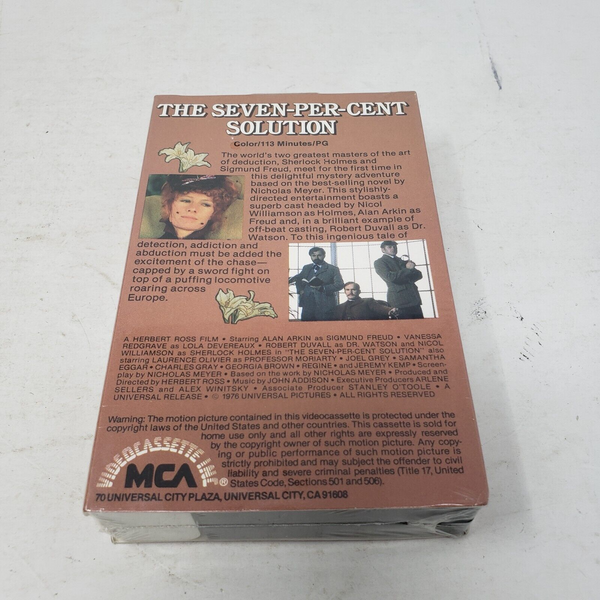 THE SEVEN-PER-CENT
SOLUTION
Color/113 Minutes/PG
The world's two greatest masters of the art
of deduction, Sherlock Holmes and
Sigmund Freud, meet for the first time in
this delightful mystery adventure
based on the best-selling novel by
Nicholas Meyer. This stylishly-
directed entertainment boasts a
superb cast headed by Nicol
Williamson as Holmes, Alan Arkin as
Freud and, in a brilliant example of
off-beat casting, Robert Duvall as Dr.
Watson. To this ingenious tale of
detection, addiction and
abduction must be added the
excitement of the chase—
capped by a sword fight on
top of a puffing locomotive
roaring across
Europe.
A HERBERT ROSS FILM • Starring ALAN ARKIN as SIGMUND FREUD • VANESSA
REDGRAVE as LOLA DEVEREAUX • ROBERT DUVALL as DR. WATSON and NICOL
WILLIAMSON as SHERLOCK HOLMES in "THE SEVEN-PER-CENT SOLUTION" also
starring LAURENCE OLIVIER as PROFESSOR MORIARTY • JOEL GREY • SAMANTHA
EGGAR • CHARLES GRAY • GEORGIA BROWN • REGINE • and JEREMY KEMP • Screen-
play by NICHOLAS MEYER • Based on the work by NICHOLAS MEYER • Produced and
Directed by HERBERT ROSS • Music by JOHN ADDISON • Executive Producers ARLENE
SELLERS and ALEX WINITSKY • Associate Producer STANLEY O'TOOLE • A
UNIVERSAL RELEASE • © 1976 UNIVERSAL PICTURES • ALL RIGHTS RESERVED
Warning: The motion picture contained in this videocassette is protected under the
copyright laws of the United States and other countries. This cassette is sold for
home use only and all other rights are expressly reserved
by the copyright owner of such motion picture. Any copy-
ing or public performance of such motion picture is
strictly prohibited and may subject the offender to civil
liability and severe criminal penalties (Title 17, United
States Code, Sections 501 and 506).
VIDEOCASSETTE INC.
MCA®
70 UNIVERSAL CITY PLAZA, UNIVERSAL CITY, CA 91608